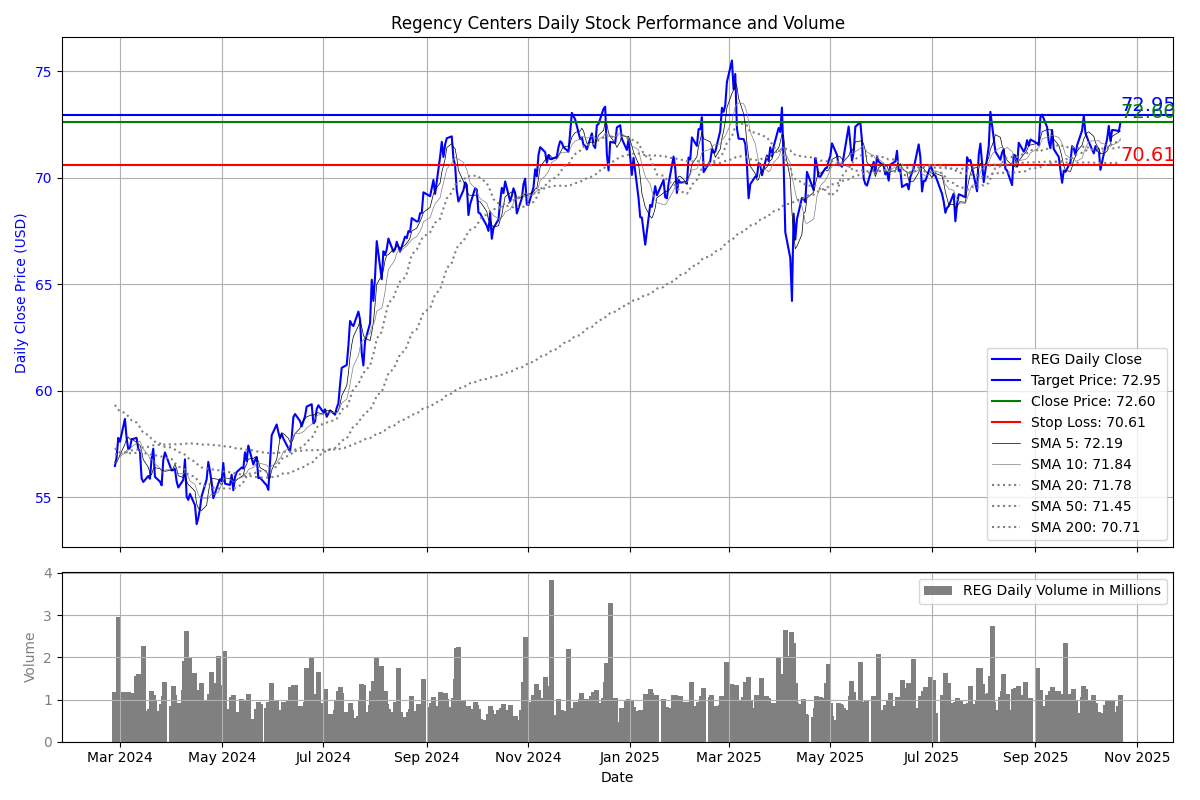 Regency Centers Daily Stock Performance and Volume
Daily Close Price (USD)
75
70
65
60
55
72.95
72.60
70.61
REG Daily Close
Target Price: 72.95
Close Price: 72.60
Stop Loss: 70.61
SMA 5: 72.19
SMA 10: 71.84
SMA 20: 71.78
SMA 50: 71.45
SMA 200: 70.71
Volume
4
3
2
1
0
REG Daily Volume in Millions
Mar 2024 May 2024 Jul 2024 Sep 2024 Nov 2024 Jan 2025 Mar 2025 May 2025 Jul 2025 Sep 2025 Nov 2025
Date